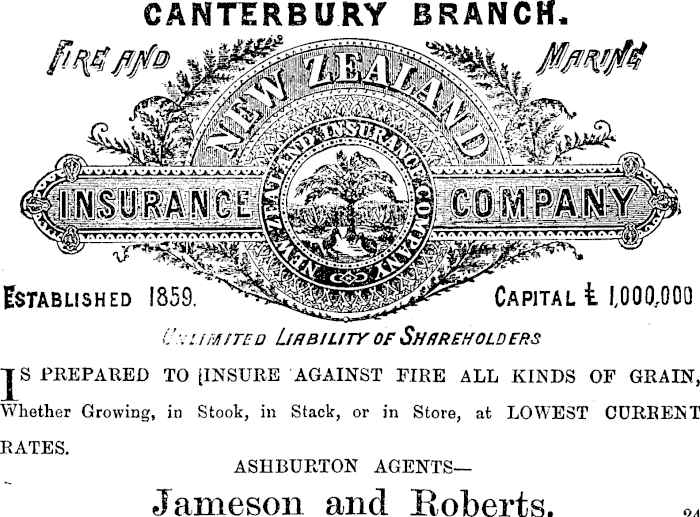 CANTERBURY BRANCH.
FIRE AND
MARINE
NEW ZEALAND
NEW ZEALAND INSURANCE COMPANY
INSURANCE
COMPANY
ESTABLISHED 1859.
CAPITAL £ 1,000,000
UNLIMITED LIABILITY OF SHAREHOLDERS
IS PREPARED TO [INSURE AGAINST FIRE ALL KINDS OF GRAIN,
Whether Growing, in Stook, in Stack, or in Store, at LOWEST CURRENT
RATES.
ASHBURTON AGENTS—
Jameson and Roberts.
24